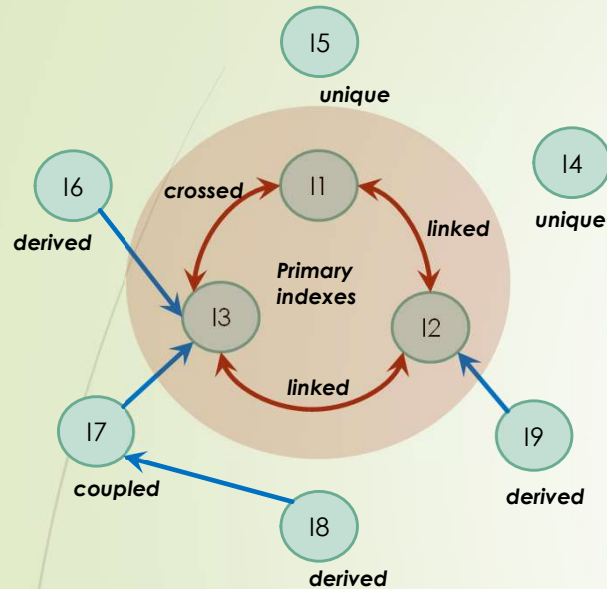 I5
unique
I4
unique
I6
derived
crossed
I1
linked
Primary
indexes
I3
I2
linked
I7
coupled
I9
derived
I8
derived